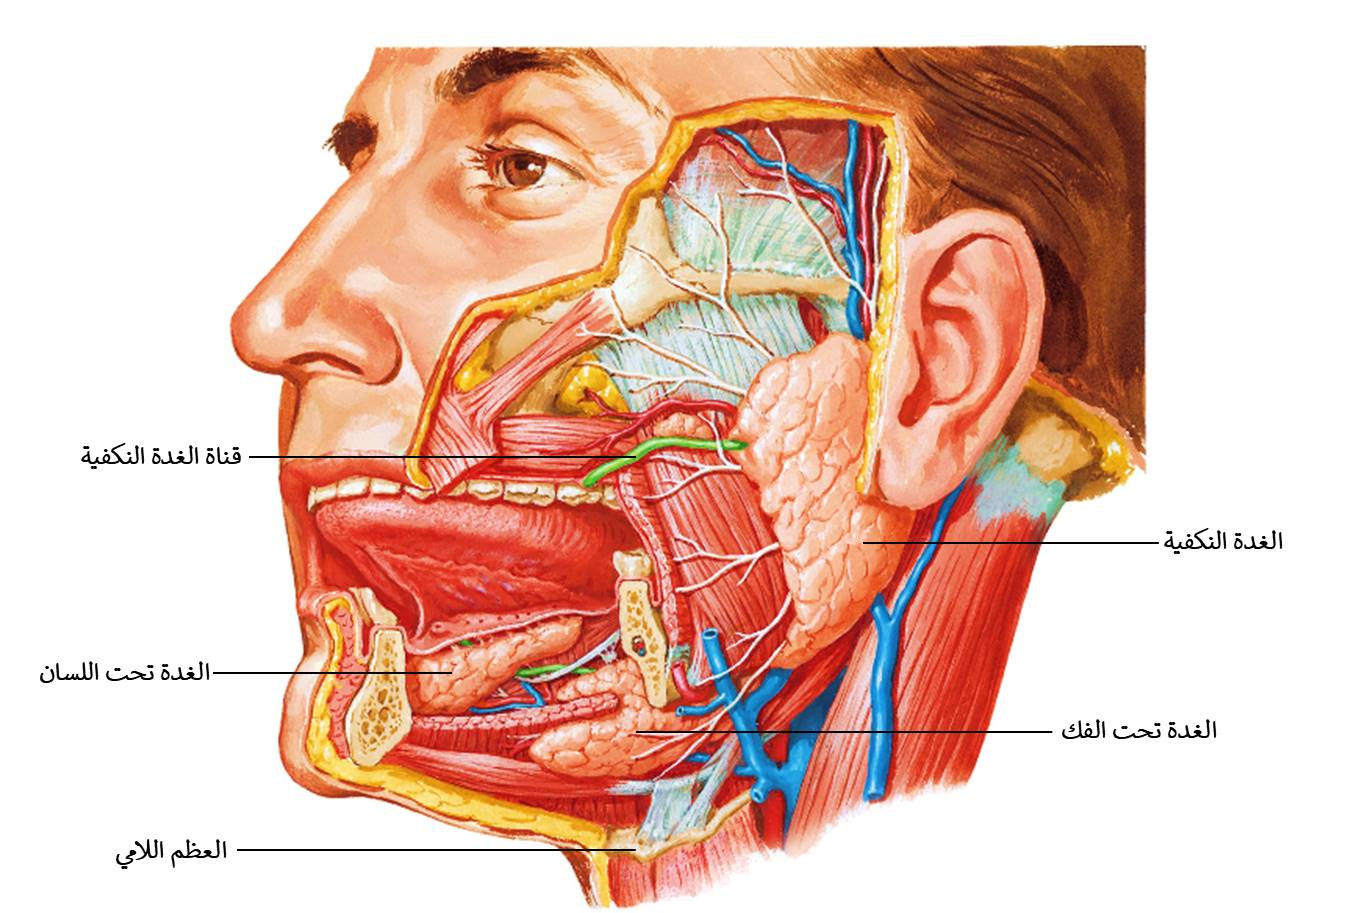 قناة الغدة النكفية
الغدة النكفية
الغدة تحت اللسان
الغدة تحت الفك
العظم اللامي